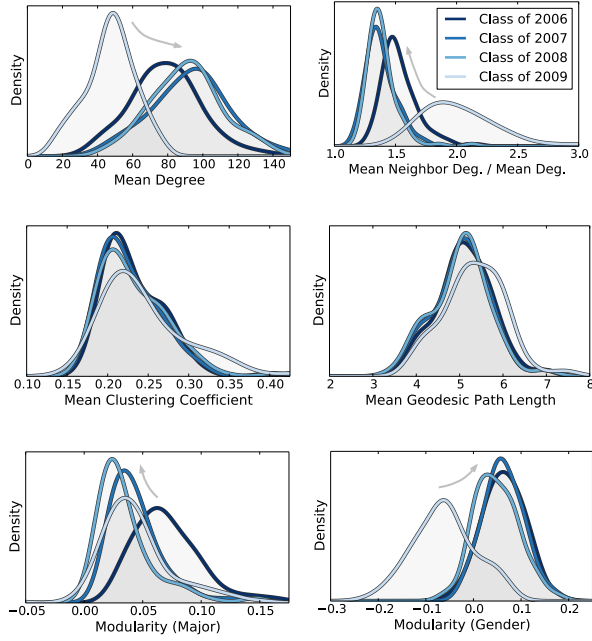 Density
0 20 40 60 80 100 120 140
Mean Degree
Density
Class of 2006
Class of 2007
Class of 2008
Class of 2009
1.0 1.5 2.0 2.5 3.0
Mean Neighbor Deg. / Mean Deg.
Density
0.10 0.15 0.20 0.25 0.30 0.35 0.40
Mean Clustering Coefficient
Density
2 3 4 5 6 7 8
Mean Geodesic Path Length
Density
−0.05 0.00 0.05 0.10 0.15
Modularity (Major)
Density
−0.3 −0.2 −0.1 0.0 0.1 0.2
Modularity (Gender)